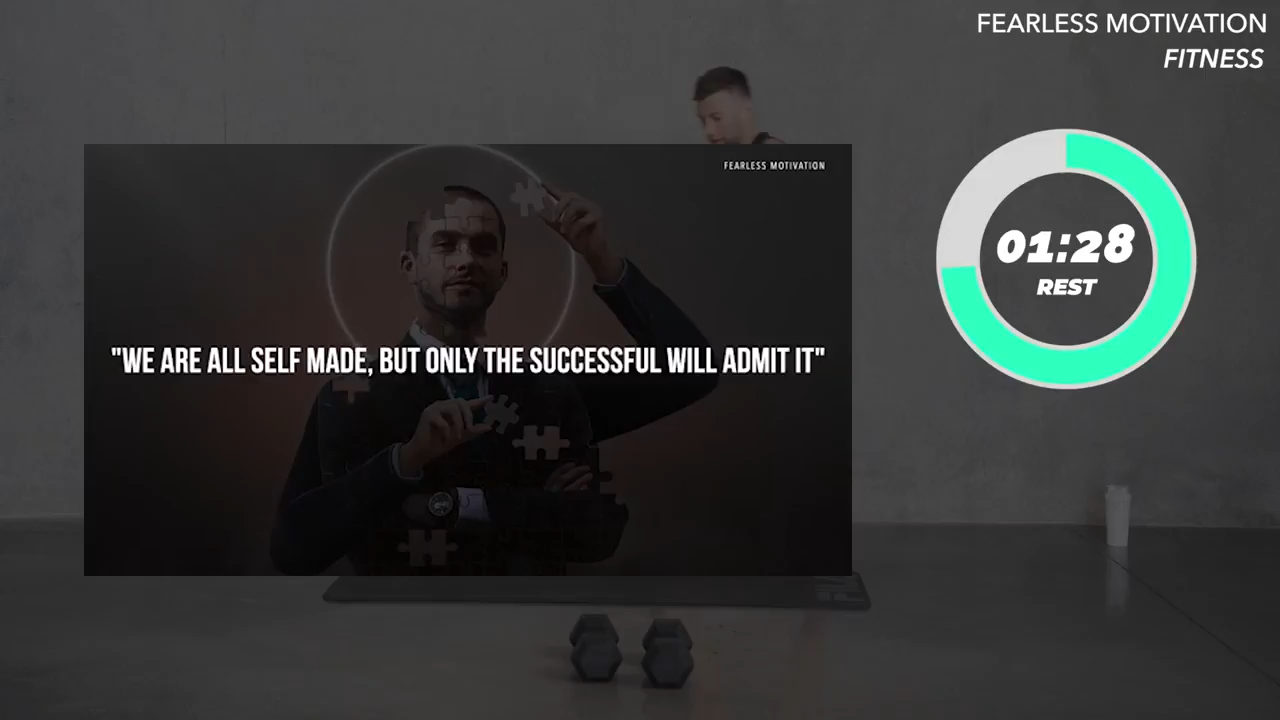 FEARLESS MOTIVATION
FITNESS
FEARLESS MOTIVATION
01:28
REST
"WE ARE ALL SELF MADE, BUT ONLY THE SUCCESSFUL WILL ADMIT IT"